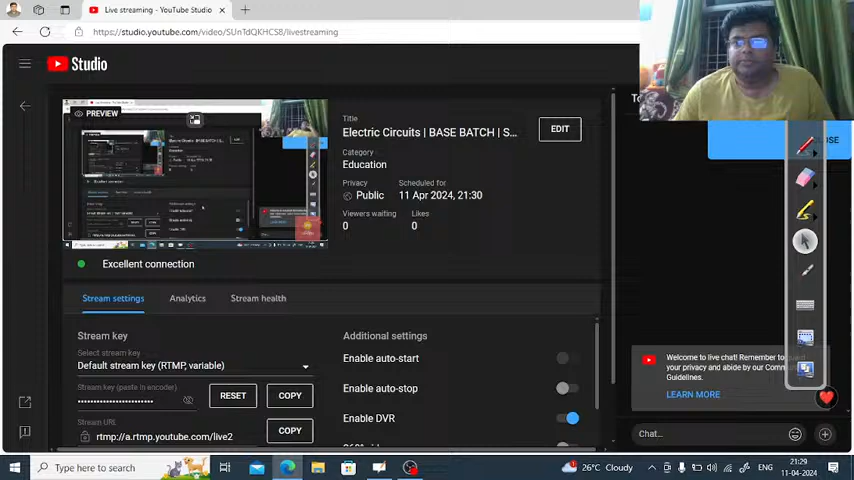 Live streaming - YouTube Studio
https://studio.youtube.com/video/SUnTdQKHCS8/livestreaming
Studio
PREVIEW
Title
Electric Circuits | BASE BATCH | S...
EDIT
Category
Education
Privacy
Public
Scheduled for
11 Apr 2024, 21:30
Viewers waiting
0
Likes
0
Excellent connection
Stream settings
Analytics
Stream health
Stream key
Select stream key
Default stream key (RTMP, variable)
Stream key (paste in encoder)
RESET
COPY
Stream URL
rtmp://a.rtmp.youtube.com/live2
COPY
Additional settings
Enable auto-start
Enable auto-stop
Enable DVR
Welcome to live chat! Remember to
your privacy and abide by our
Guidelines.
LEARN MORE
Chat...
Type here to search
26°C Cloudy
ENG
21:29
11-04-2024